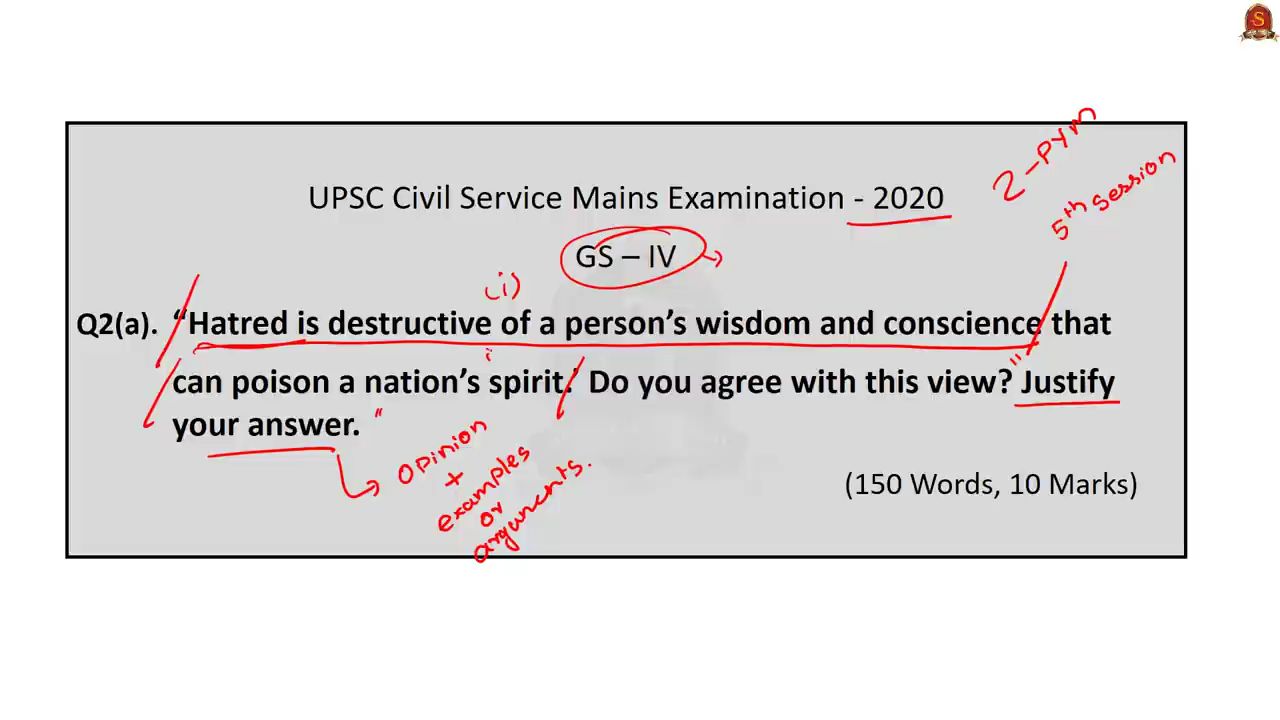 S
2 - PYM
5th session
UPSC Civil Service Mains Examination - 2020
GS – IV
(i)
Q2(a). “Hatred is destructive of a person’s wisdom and conscience that
can poison a nation’s spirit.’ Do you agree with this view?" Justify
your answer. "
Opinion
+
examples
or
arguments.
(150 Words, 10 Marks)